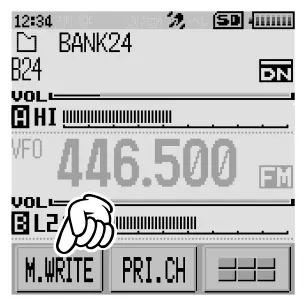 12:34 SD
BANK24
B24 DN
VOL
A HI
VFO 446.500 FM
VOL
B L2
M.WRITE PRI.CH